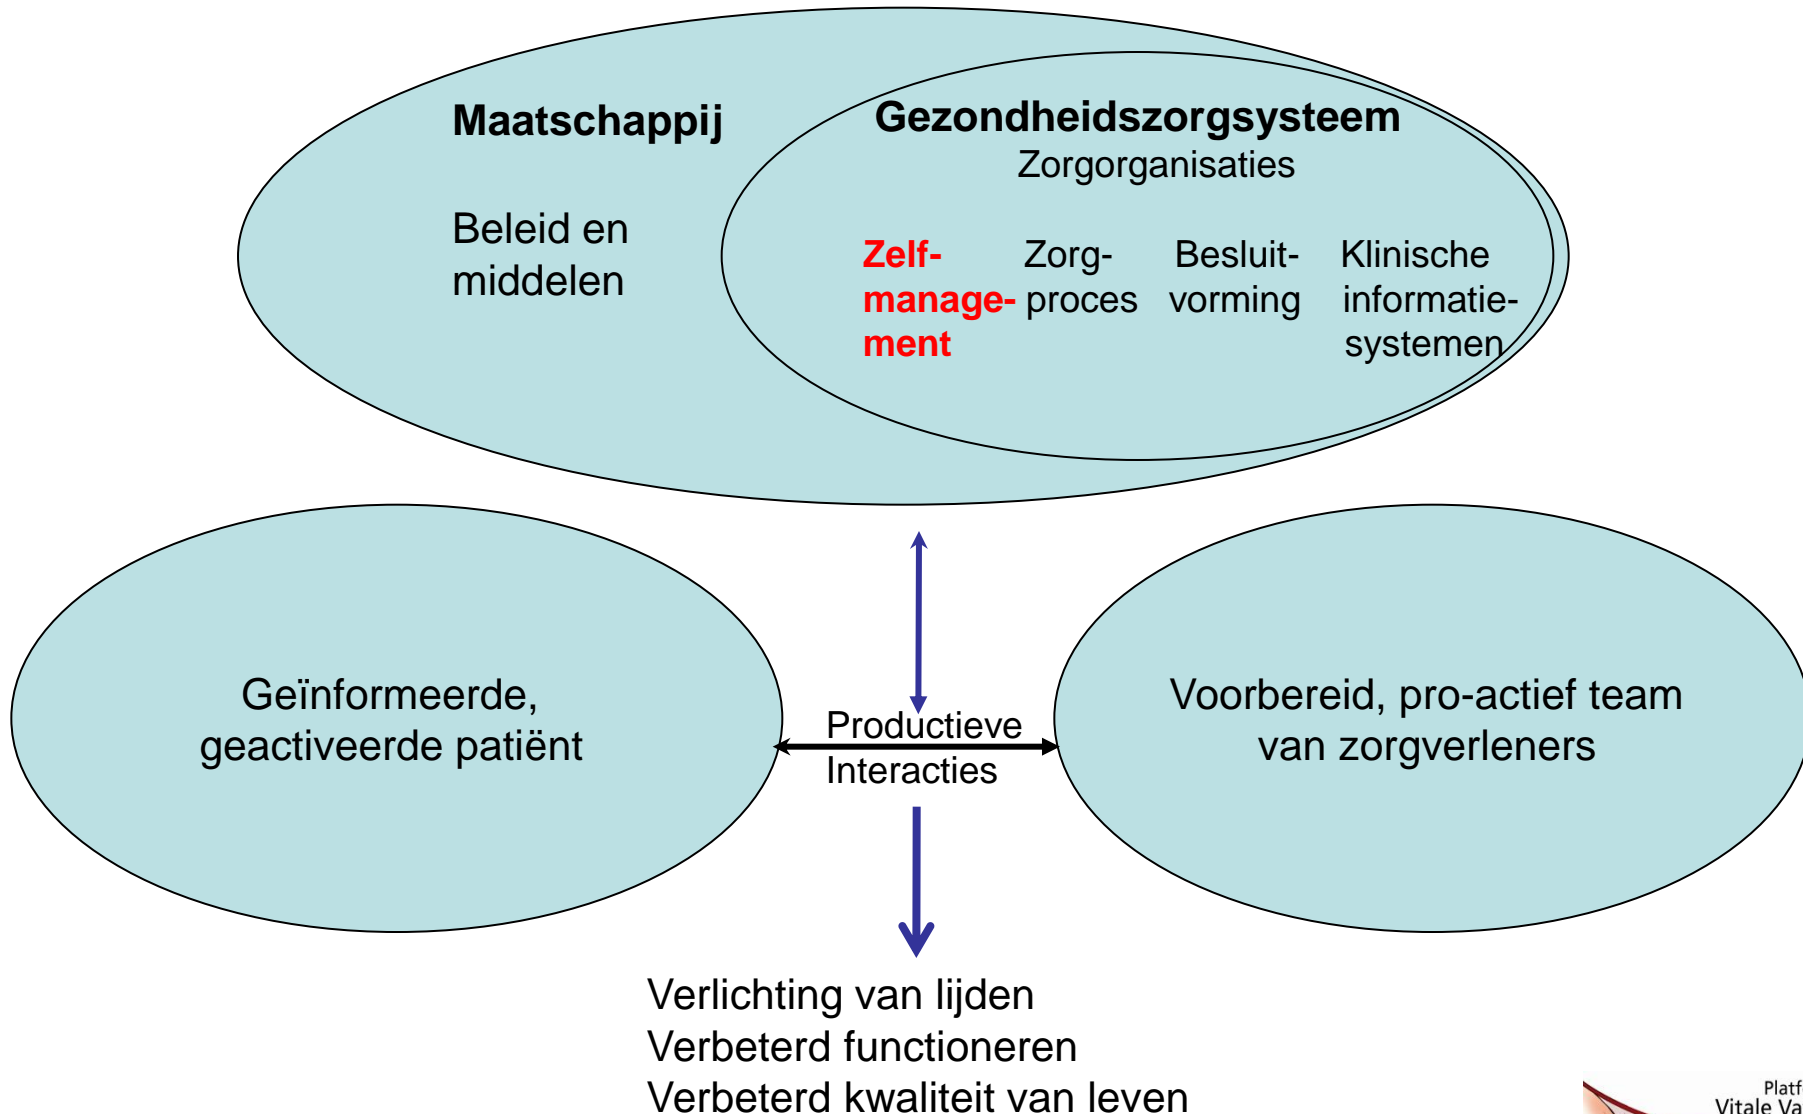 Maatschappij
Beleid en
middelen
Gezondheidszorgsysteem
Zorgorganisaties
Zelf-
manage-
ment
Zorg-
proces
Besluit-
vorming
Klinische
informatie-
systemen
Geïnformeerde,
geactiveerde patiënt
Productieve
Interacties
Voorbereid, pro-actief team
van zorgverleners
Verlichting van lijden
Verbeterd functioneren
Verbeterd kwaliteit van leven
Vitale